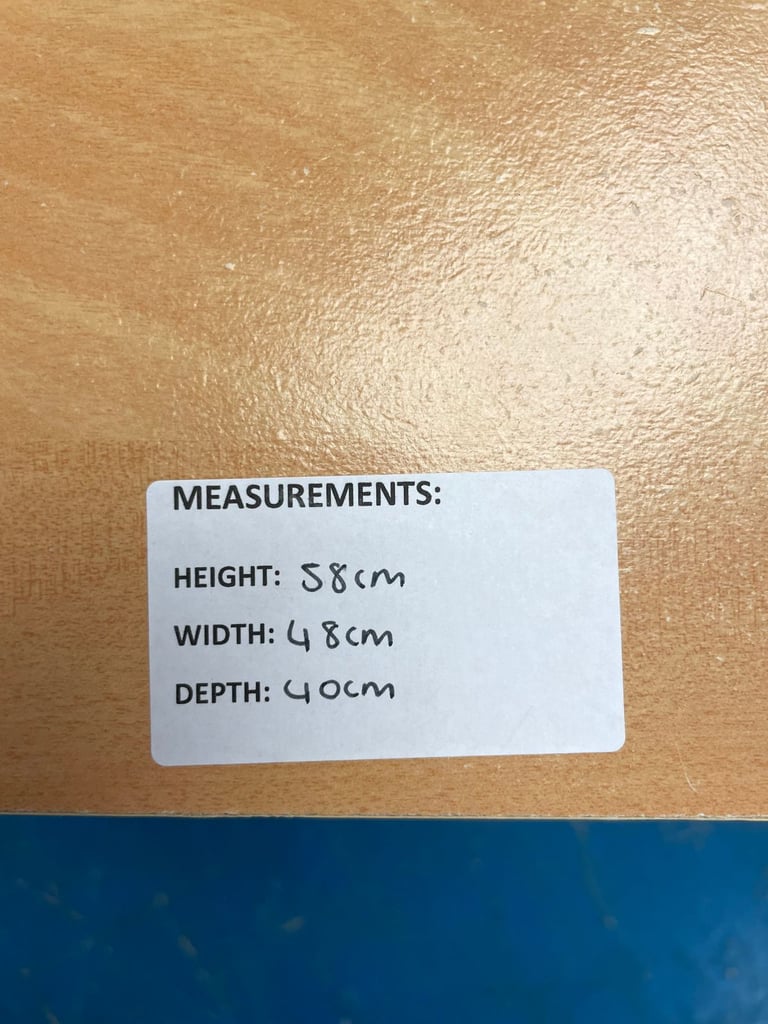 MEASUREMENTS:
HEIGHT: 58cm
WIDTH: 48cm
DEPTH: 40cm